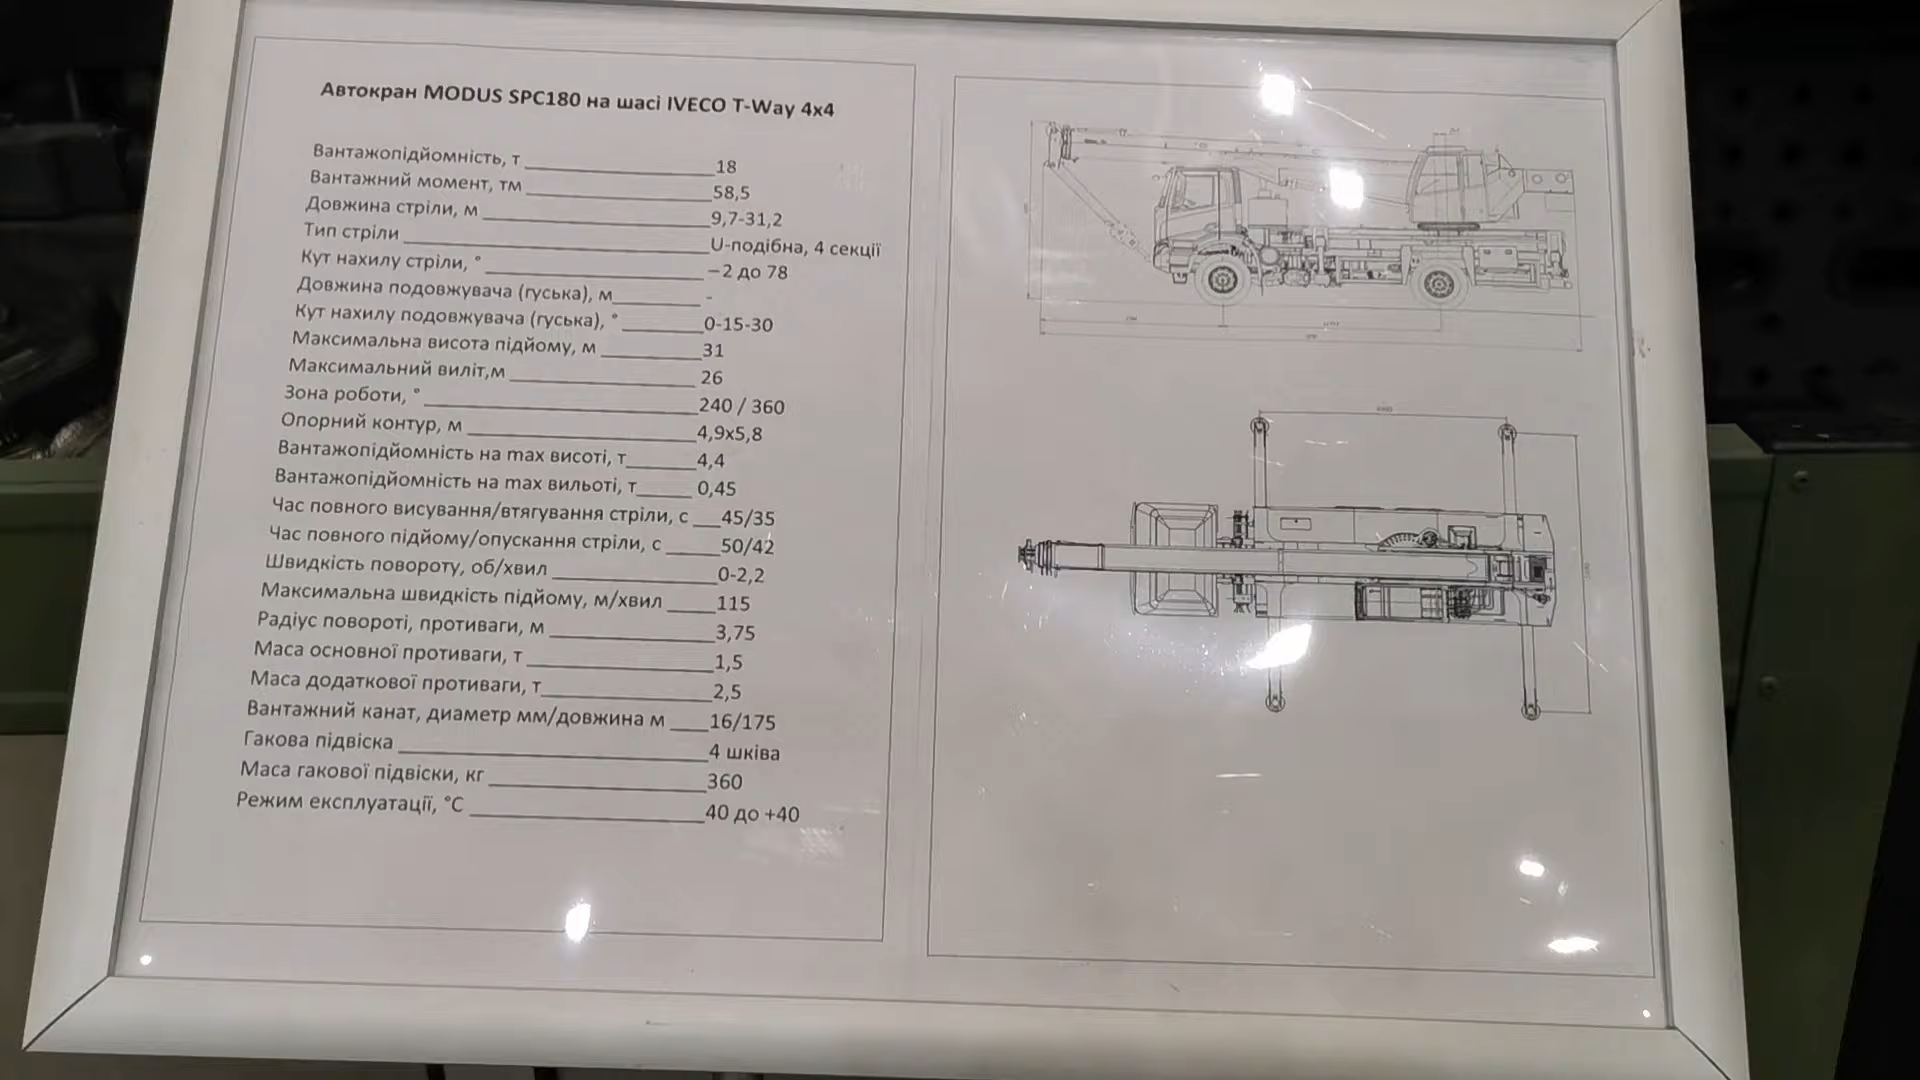 Автокран MODUS SPC180 на шасі IVECO T-Way 4x4
Вантажопідйомність, т 18
Вантажний момент, тм 58,5
Довжина стріли, м 9,7-31,2
Тип стріли U-подібна, 4 секції
Кут нахилу стріли, ° –2 до 78
Довжина подовжувача (гуська), м -
Кут нахилу подовжувача (гуська), ° 0-15-30
Максимальна висота підйому, м 31
Максимальний виліт,м 26
Зона роботи, ° 240 / 360
Опорний контур, м 4,9х5,8
Вантажопідйомність на max висоті, т 4,4
Вантажопідйомність на max вильоті, т 0,45
Час повного висування/втягування стріли, с 45/35
Час повного підйому/опускання стріли, с 50/42
Швидкість повороту, об/хвил 0-2,2
Максимальна швидкість підйому, м/хвил 115
Радіус повороті, противаги, м 3,75
Маса основної противаги, т 1,5
Маса додаткової противаги, т 2,5
Вантажний канат, диаметр мм/довжина м 16/175
Гакова підвіска 4 шківа
Маса гакової підвіски, кг 360
Режим експлуатації, °С 40 до +40